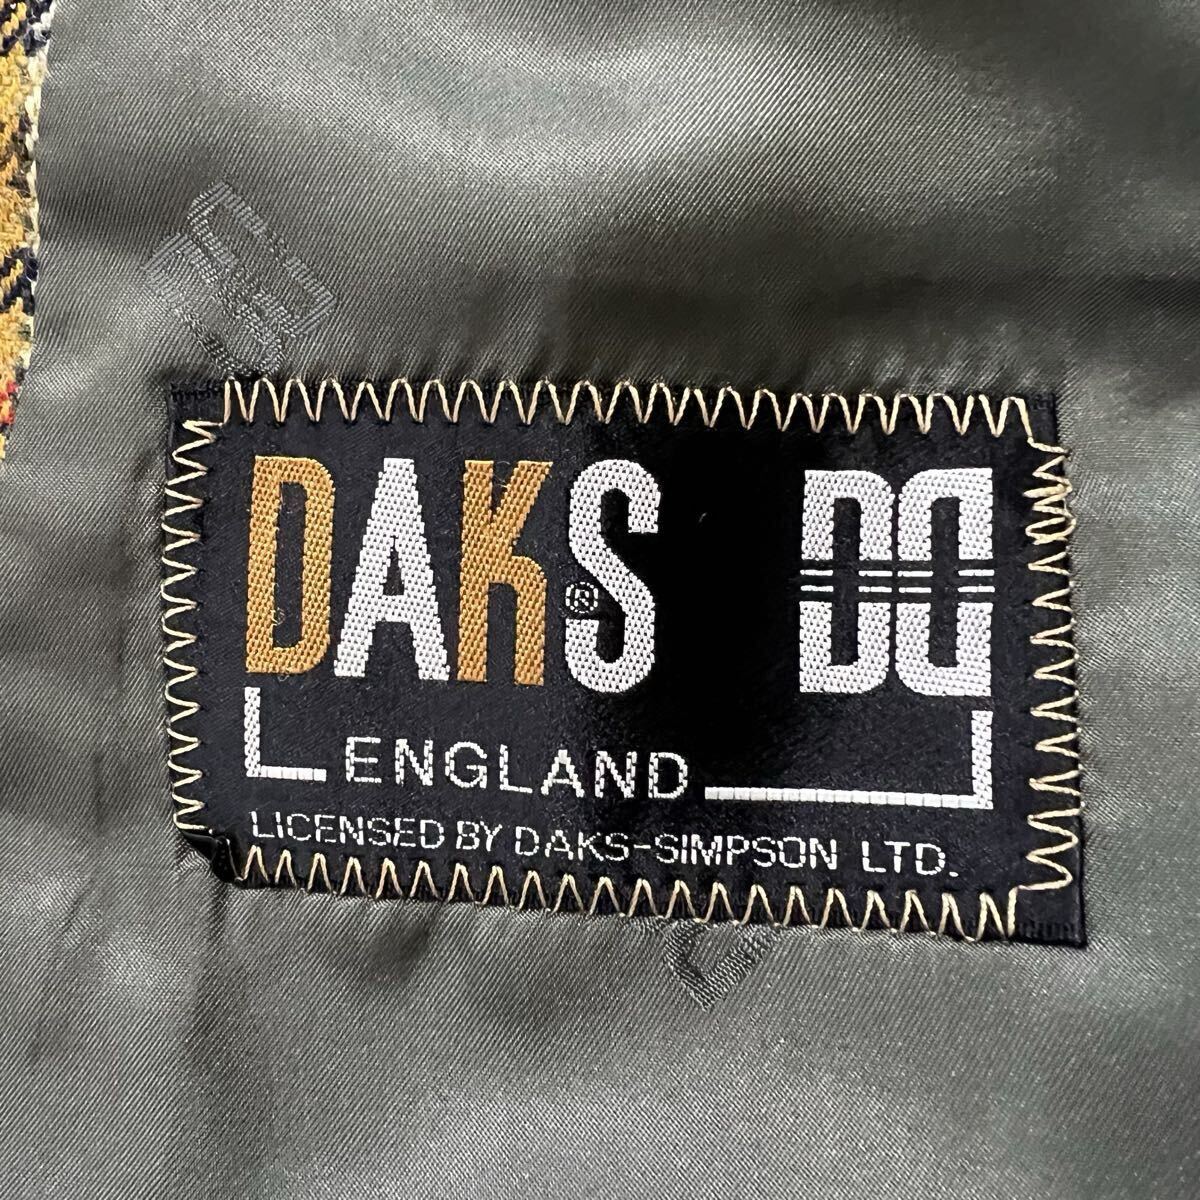 DAKS® DD
ENGLAND
LICENSED BY DAKS-SIMPSON LTD.